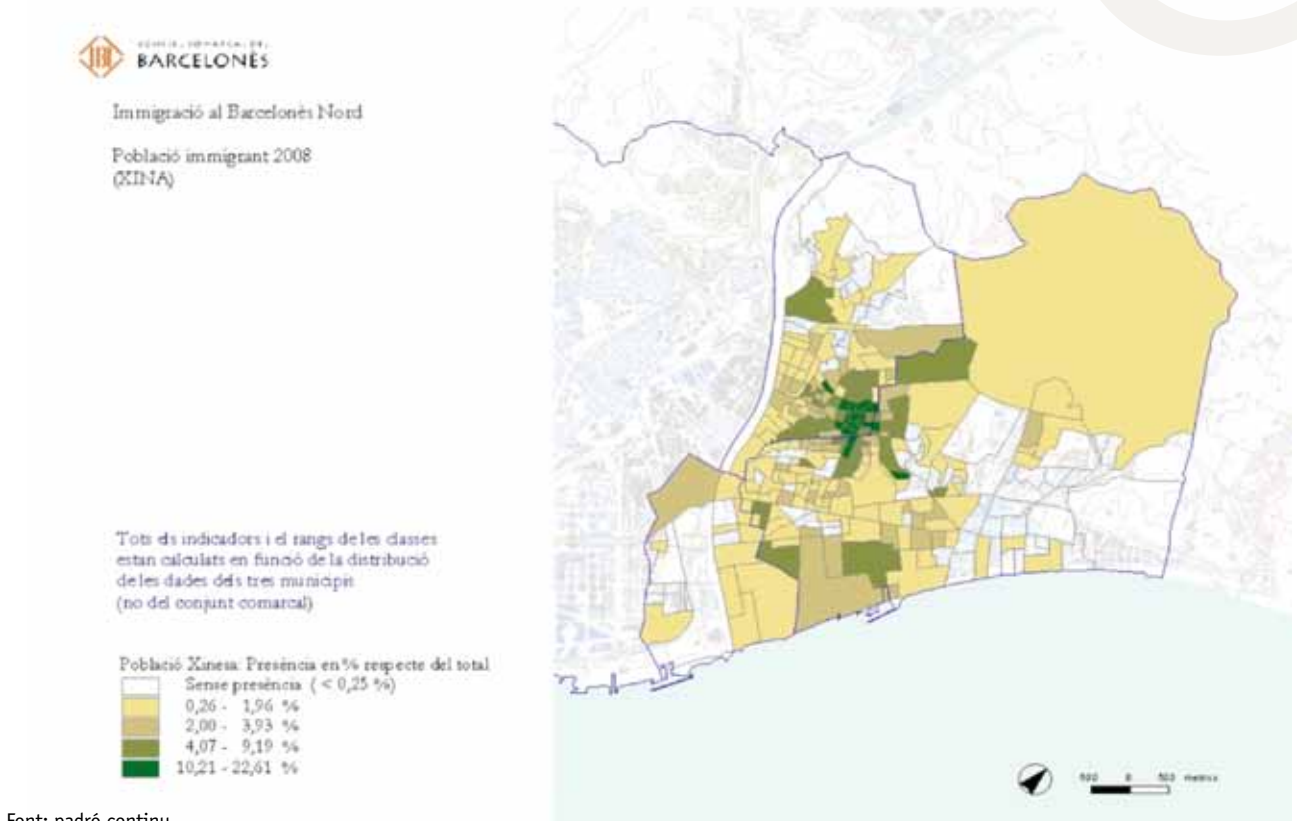 CONSELL COMARCAL DEL
BARCELONÈS
Immigració al Barcelonès Nord
Població immigrant 2008
(XINA)
Tots els indicadors i el rangs de les classes
estan calculats en funció de la distribució
de les dades dels tres municipis
(no del conjunt comarcal)
Població Xinesa: Presència en % respecte del total
Sense presència ( < 0,25 %)
0,26 - 1,96 %
2,00 - 3,93 %
4,07 - 9,19 %
10,21 - 22,61 %
500 0 500 metres
Font: padró continu